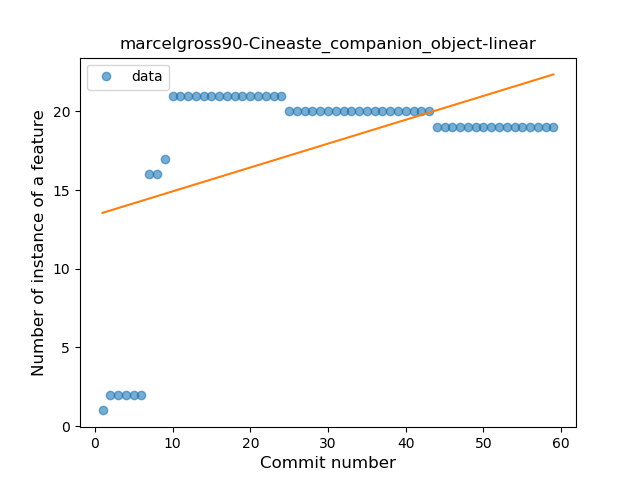 marcelgross90-Cineaste_companion_object-linear
data
Number of instance of a feature
20
15
10
5
0
0 10 20 30 40 50 60
Commit number